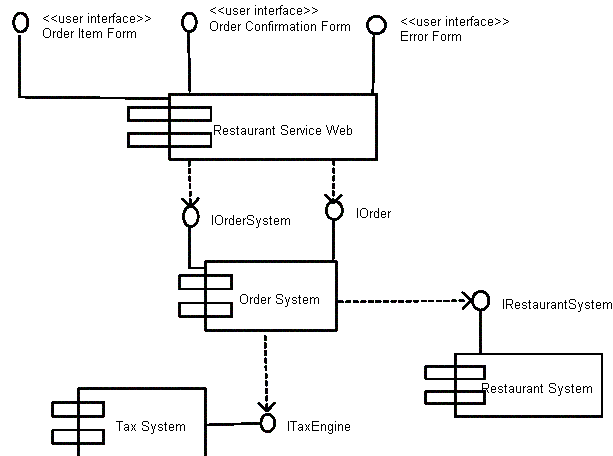 <<user interface>>
Order Item Form
<<user interface>>
Order Confirmation Form
<<user interface>>
Error Form
Restaurant Service Web
IOrderSystem
IOrder
Order System
IRestaurantSystem
Restaurant System
Tax System
ITaxEngine